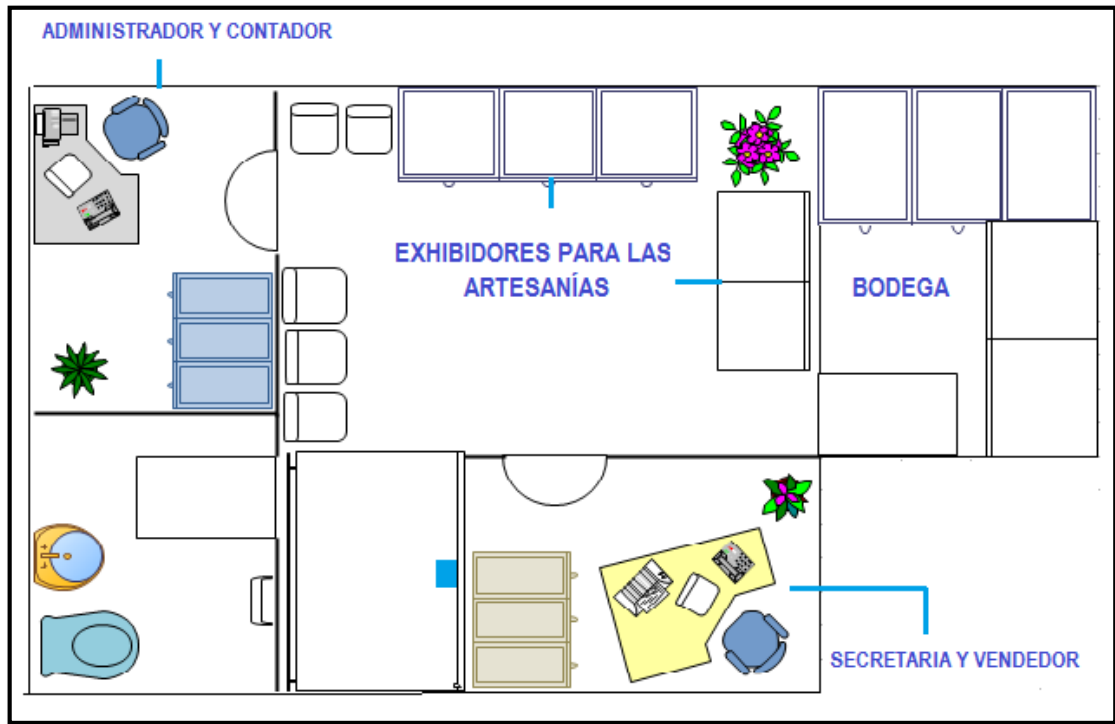 ADMINISTRADOR Y CONTADOR
EXHIBIDORES PARA LAS
ARTESANÍAS
BODEGA
SECRETARIA Y VENDEDOR